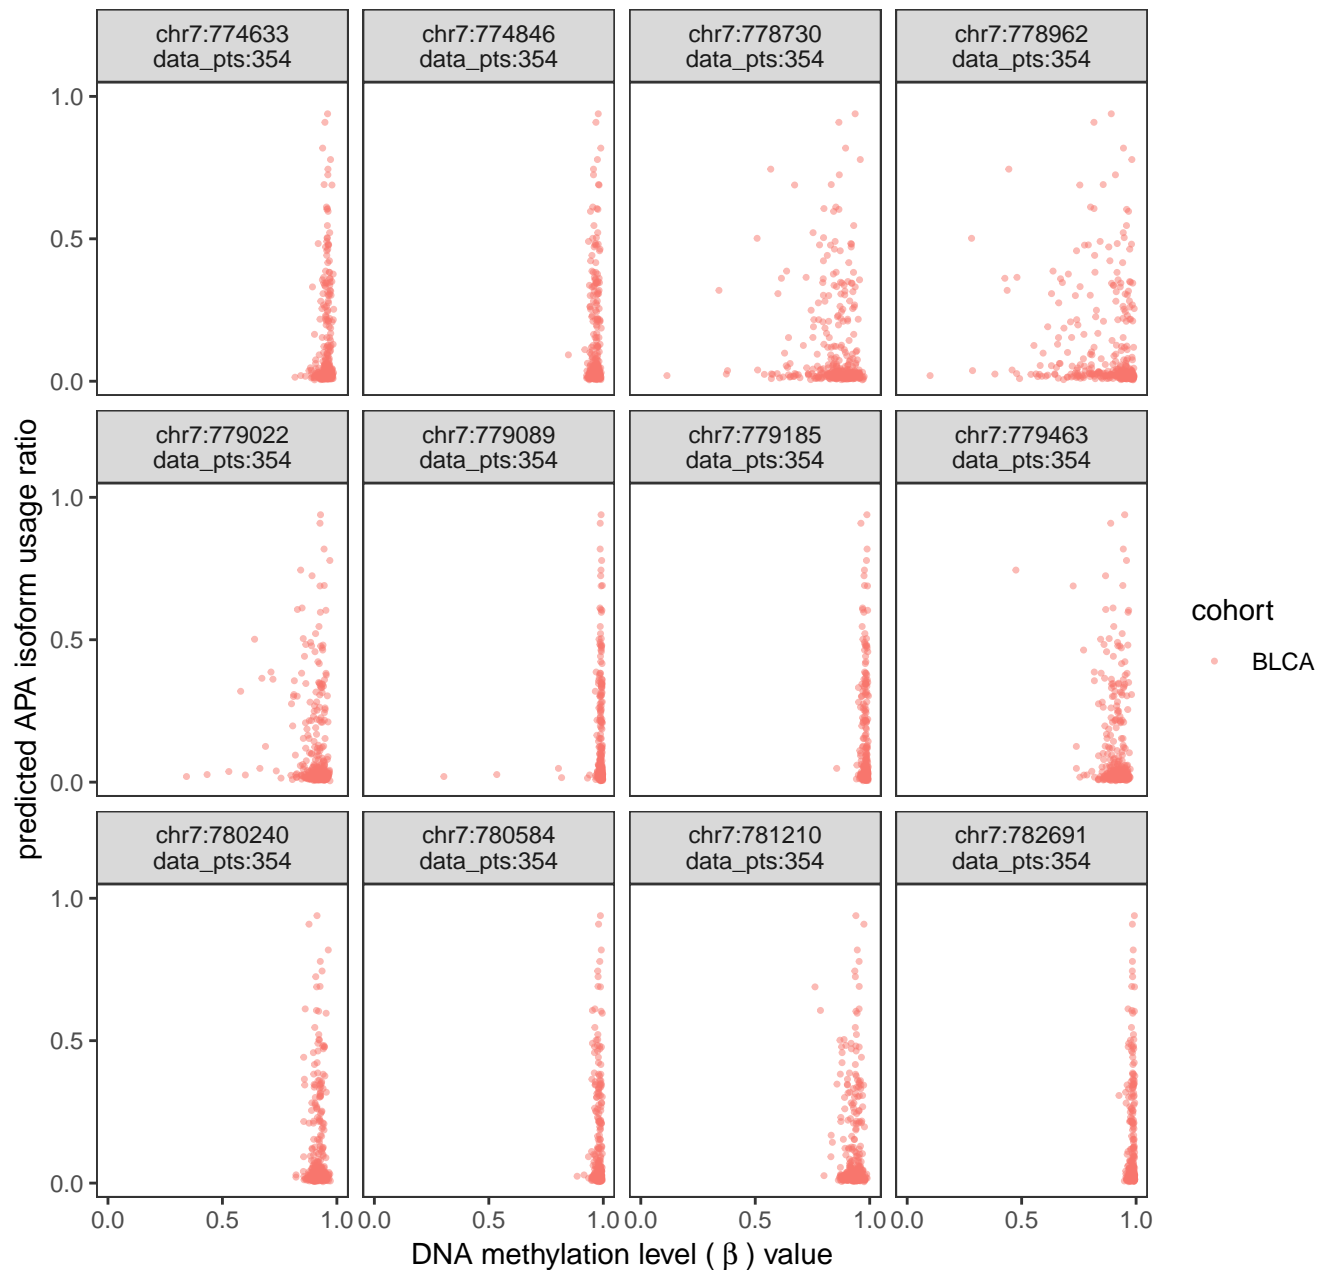 chr7:774633
data_pts:354
chr7:774846
data_pts:354
chr7:778730
data_pts:354
chr7:778962
data_pts:354
1.0
0.5
0.0
chr7:779022
data_pts:354
chr7:779089
data_pts:354
chr7:779185
data_pts:354
chr7:779463
data_pts:354
1.0
0.5
0.0
chr7:780240
data_pts:354
chr7:780584
data_pts:354
chr7:781210
data_pts:354
chr7:782691
data_pts:354
1.0
0.5
0.0
0.0 0.5 1.0
0.0 0.5 1.0
0.0 0.5 1.0
0.0 0.5 1.0
DNA methylation level ( β ) value
predicted APA isoform usage ratio
cohort
BLCA